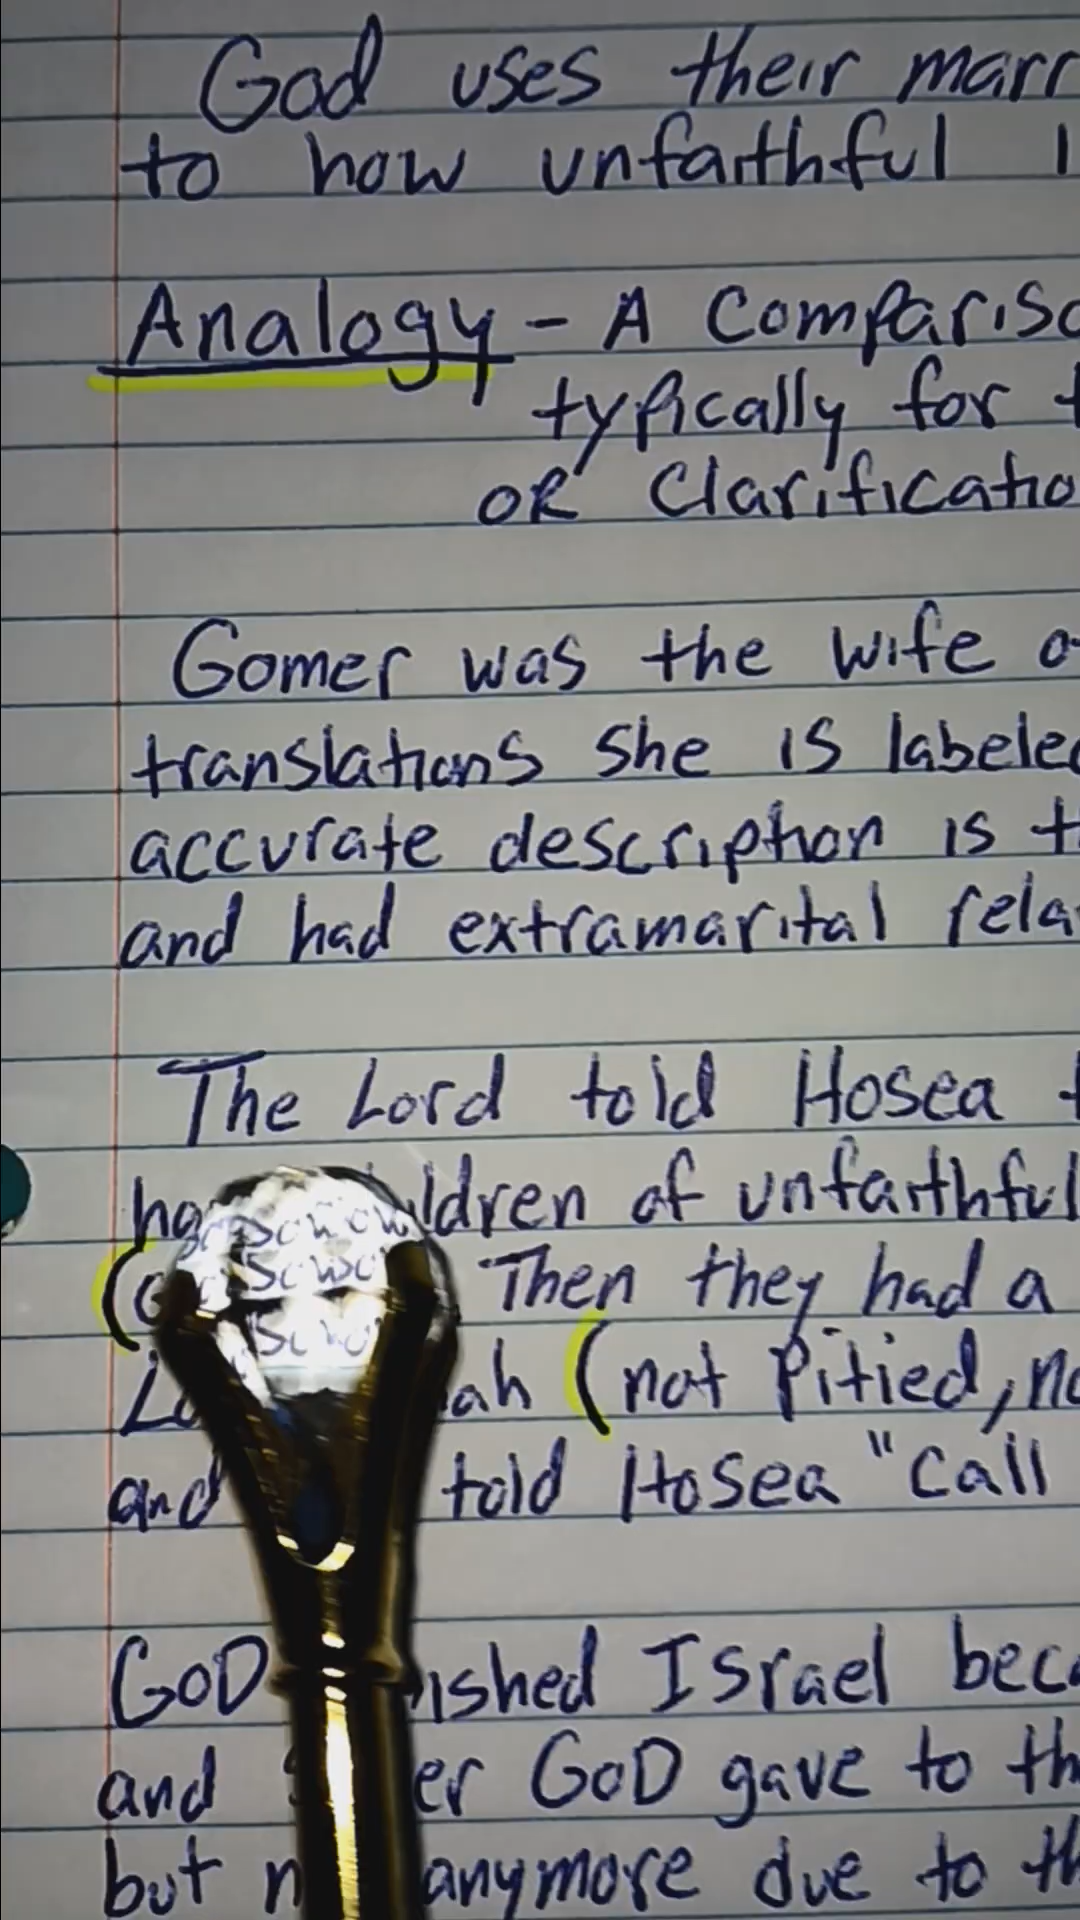 God uses their marr
to how unfaithful I
Analogy - A Compariso
typically for t
or Clarificatio
Gomer was the wife o
translations she is labeled
accurate description is t
and had extramarital rela
The Lord told Hosea t
ldren of unfaithful
Then they had a
ah (not Pitied, no
and told Hosea "Call
GoD ished Israel beca
and er GoD gave to th
but n anymore due to th